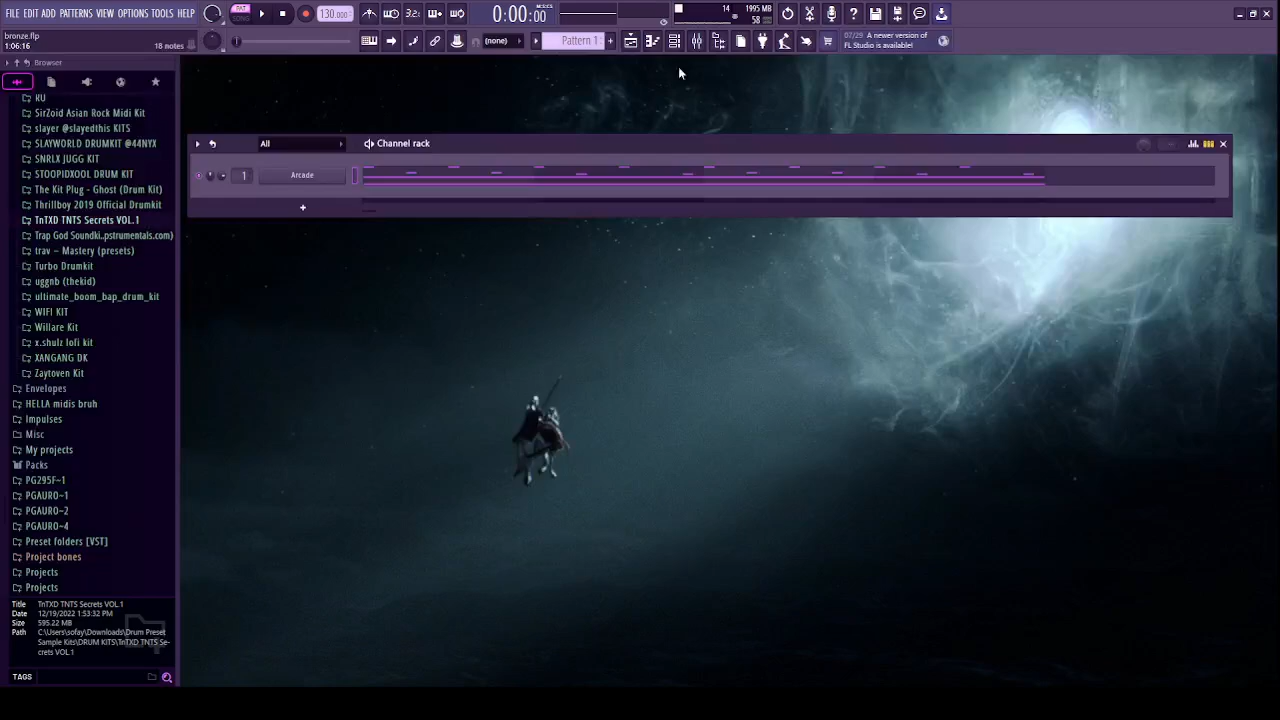 FILE EDIT ADD PATTERNS VIEW OPTIONS TOOLS HELP
PAT
SONG
130.000
3.2
0:00:00
M:S:CS
14
1995 MB
58
bronze.flp
1:06:16
18 notes
(none)
Pattern 1
07/29 A newer version of
FL Studio is available!
Browser
RU
SirZoid Asian Rock Midi Kit
slayer @slayedthis KITS
SLAYWORLD DRUMKIT @44NYX
SNRLX JUGG KIT
STOOPIDXOOL DRUM KIT
The Kit Plug - Ghost (Drum Kit)
Thrillboy 2019 Official Drumkit
TnTXD TNTS Secrets VOL.1
Trap God Soundki..pstrumentals.com)
trav – Mastery (presets)
Turbo Drumkit
uggnb (thekid)
ultimate_boom_bap_drum_kit
WIFI KIT
Willare Kit
x.shulz lofi kit
XANGANG DK
Zaytoven Kit
Envelopes
HELLA midis bruh
Impulses
Misc
My projects
Packs
PG295F~1
PGAURO~1
PGAURO~2
PGAURO~4
Preset folders [VST]
Project bones
Projects
Projects
Title TnTXD TNTS Secrets VOL.1
Date 12/19/2022 1:53:32 PM
Size 595.22 MB
Path C:\Users\sofay\Downloads\Drum Preset
Sample Kits\DRUM KITS\TnTXD TNTS Se-
crets VOL.1
TAGS
All
Channel rack
1
Arcade